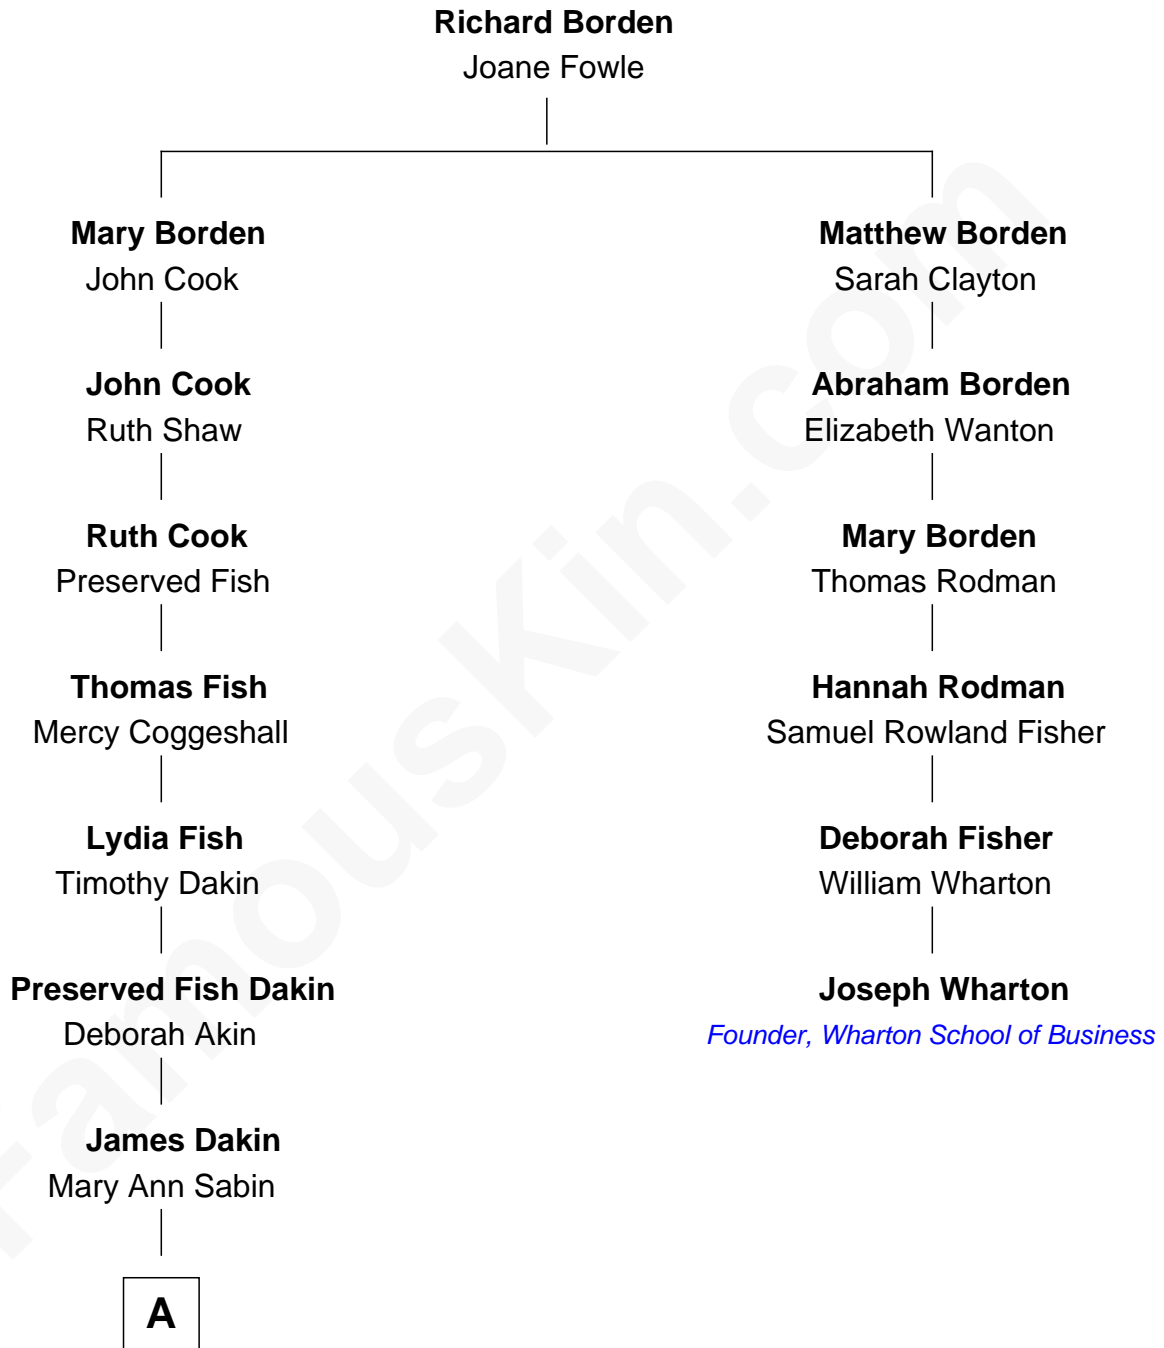 Richard Borden
Joane Fowle
Mary Borden
John Cook
John Cook
Ruth Shaw
Ruth Cook
Preserved Fish
Thomas Fish
Mercy Coggeshall
Lydia Fish
Timothy Dakin
Preserved Fish Dakin
Deborah Akin
James Dakin
Mary Ann Sabin
A
Matthew Borden
Sarah Clayton
Abraham Borden
Elizabeth Wanton
Mary Borden
Thomas Rodman
Hannah Rodman
Samuel Rowland Fisher
Deborah Fisher
William Wharton
Joseph Wharton
Founder, Wharton School of Business
FamousKin.com